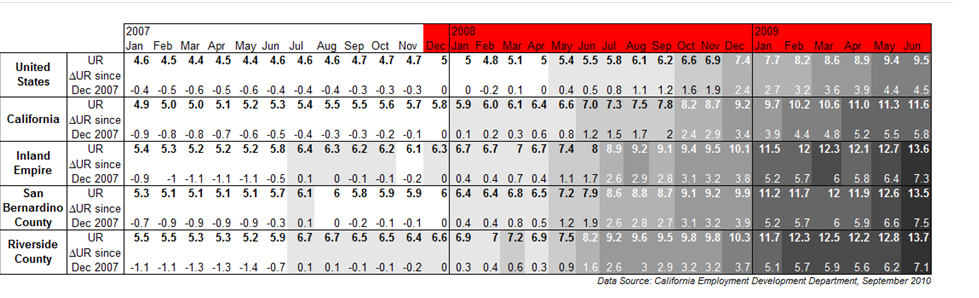 2007 2008 2009
Jan Feb Mar Apr May Jun Jul Aug Sep Oct Nov Dec Jan Feb Mar Apr May Jun Jul Aug Sep Oct Nov Dec Jan Feb Mar Apr May Jun
United States
UR 4.6 4.5 4.4 4.5 4.4 4.6 4.6 4.6 4.7 4.7 4.7 5 5 4.8 5.1 5 5.4 5.5 5.8 6.1 6.2 6.6 6.9 7.4 7.7 8.2 8.6 8.9 9.4 9.5
ΔUR since
Dec 2007 -0.4 -0.5 -0.6 -0.5 -0.6 -0.4 -0.4 -0.4 -0.3 -0.3 -0.3 0 0 -0.2 0.1 0 0.4 0.5 0.8 1.1 1.2 1.6 1.9 2.4 2.7 3.2 3.6 3.9 4.4 4.5
California
UR 4.9 5.0 5.0 5.1 5.2 5.3 5.4 5.5 5.5 5.6 5.7 5.8 5.9 6.0 6.1 6.4 6.6 7.0 7.3 7.5 7.8 8.2 8.7 9.2 9.7 10.2 10.6 11.0 11.3 11.6
ΔUR since
Dec 2007 -0.9 -0.8 -0.8 -0.7 -0.6 -0.5 -0.4 -0.3 -0.3 -0.2 -0.1 0 0.1 0.2 0.3 0.6 0.8 1.2 1.5 1.7 2 2.4 2.9 3.4 3.9 4.4 4.8 5.2 5.5 5.8
Inland Empire
UR 5.4 5.3 5.2 5.2 5.2 5.8 6.4 6.3 6.2 6.2 6.1 6.3 6.7 6.7 7 6.7 7.4 8 8.9 9.2 9.1 9.4 9.5 10.1 11.5 12 12.3 12.1 12.7 13.6
ΔUR since
Dec 2007 -0.9 -1 -1.1 -1.1 -1.1 -0.5 0.1 0 -0.1 -0.1 -0.2 0 0.4 0.4 0.7 0.4 1.1 1.7 2.6 2.9 2.8 3.1 3.2 3.8 5.2 5.7 6 5.8 6.4 7.3
San Bernardino County
UR 5.3 5.1 5.1 5.1 5.1 5.7 6.1 6 5.8 5.9 5.9 6 6.4 6.4 6.8 6.5 7.2 7.9 8.6 8.8 8.7 9.1 9.2 9.9 11.2 11.7 12 11.9 12.6 13.5
ΔUR since
Dec 2007 -0.7 -0.9 -0.9 -0.9 -0.9 -0.3 0.1 0 -0.2 -0.1 -0.1 0 0.4 0.4 0.8 0.5 1.2 1.9 2.6 2.8 2.7 3.1 3.2 3.9 5.2 5.7 6 5.9 6.6 7.5
Riverside County
UR 5.5 5.5 5.3 5.3 5.2 5.9 6.7 6.7 6.5 6.5 6.4 6.6 6.9 7 7.2 6.9 7.5 8.2 9.2 9.6 9.5 9.8 9.8 10.3 11.7 12.3 12.5 12.2 12.8 13.7
ΔUR since
Dec 2007 -1.1 -1.1 -1.3 -1.3 -1.4 -0.7 0.1 0.1 -0.1 -0.1 -0.2 0 0.3 0.4 0.6 0.3 0.9 1.6 2.6 3 2.9 3.2 3.2 3.7 5.1 5.7 5.9 5.6 6.2 7.1
Data Source: California Employment Development Department, September 2010